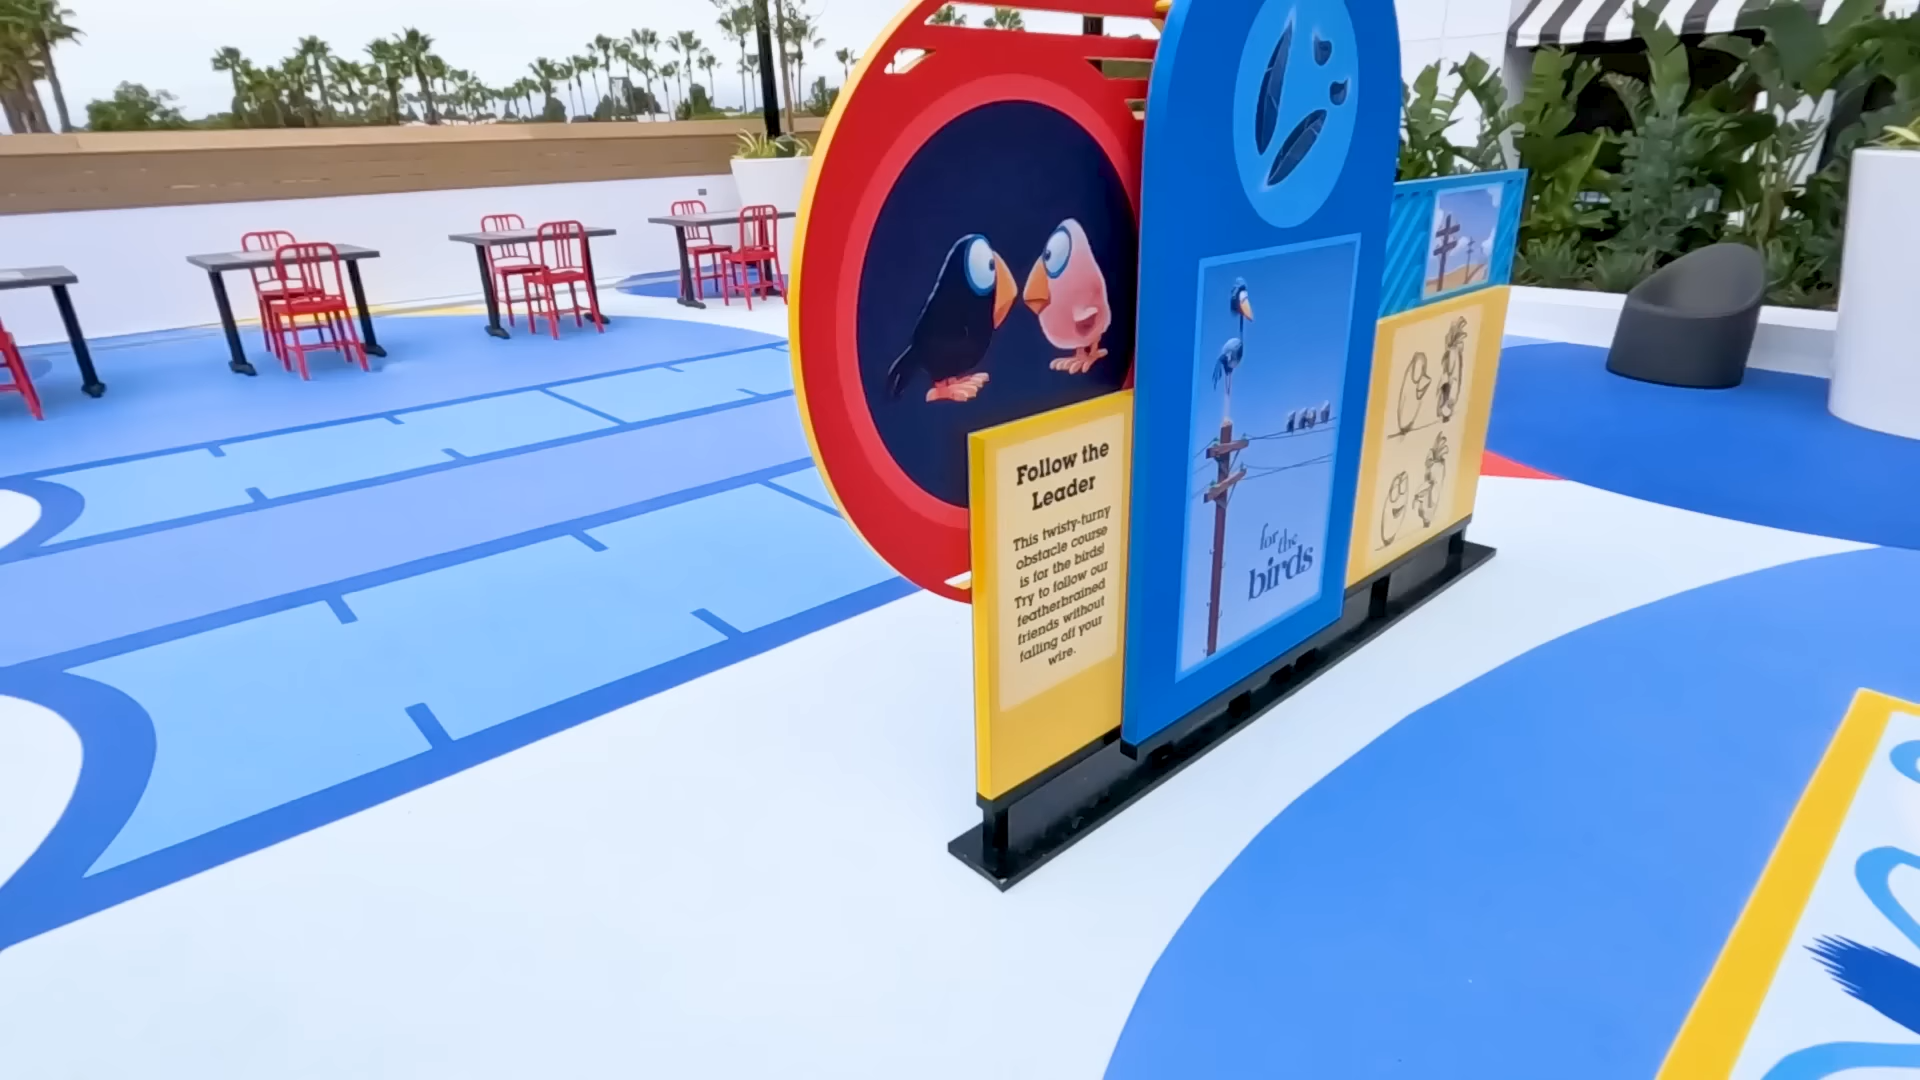 Follow the
Leader
This twisty-turny
obstacle course
is for the birds!
Try to follow our
featherbrained
friends without
falling off your
wire.
for the
birds